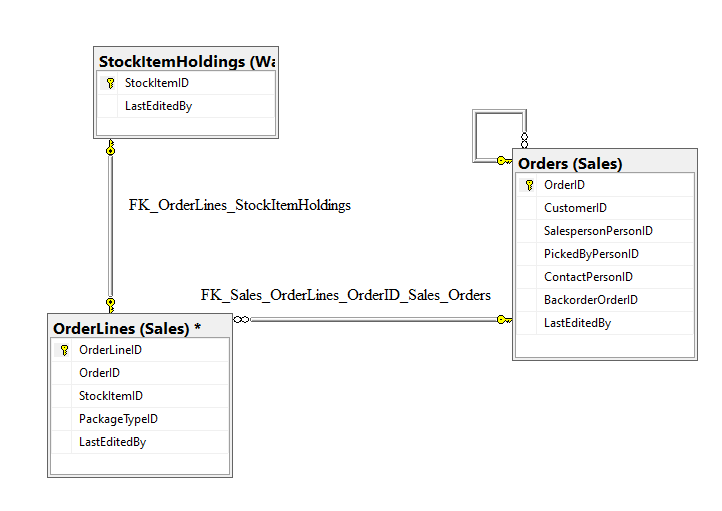 StockItemHoldings (Wa
StockItemID
LastEditedBy
FK_OrderLines_StockItemHoldings
Orders (Sales)
OrderID
CustomerID
SalespersonPersonID
PickedByPersonID
ContactPersonID
BackorderOrderID
LastEditedBy
FK_Sales_OrderLines_OrderID_Sales_Orders
OrderLines (Sales) *
OrderLineID
OrderID
StockItemID
PackageTypeID
LastEditedBy